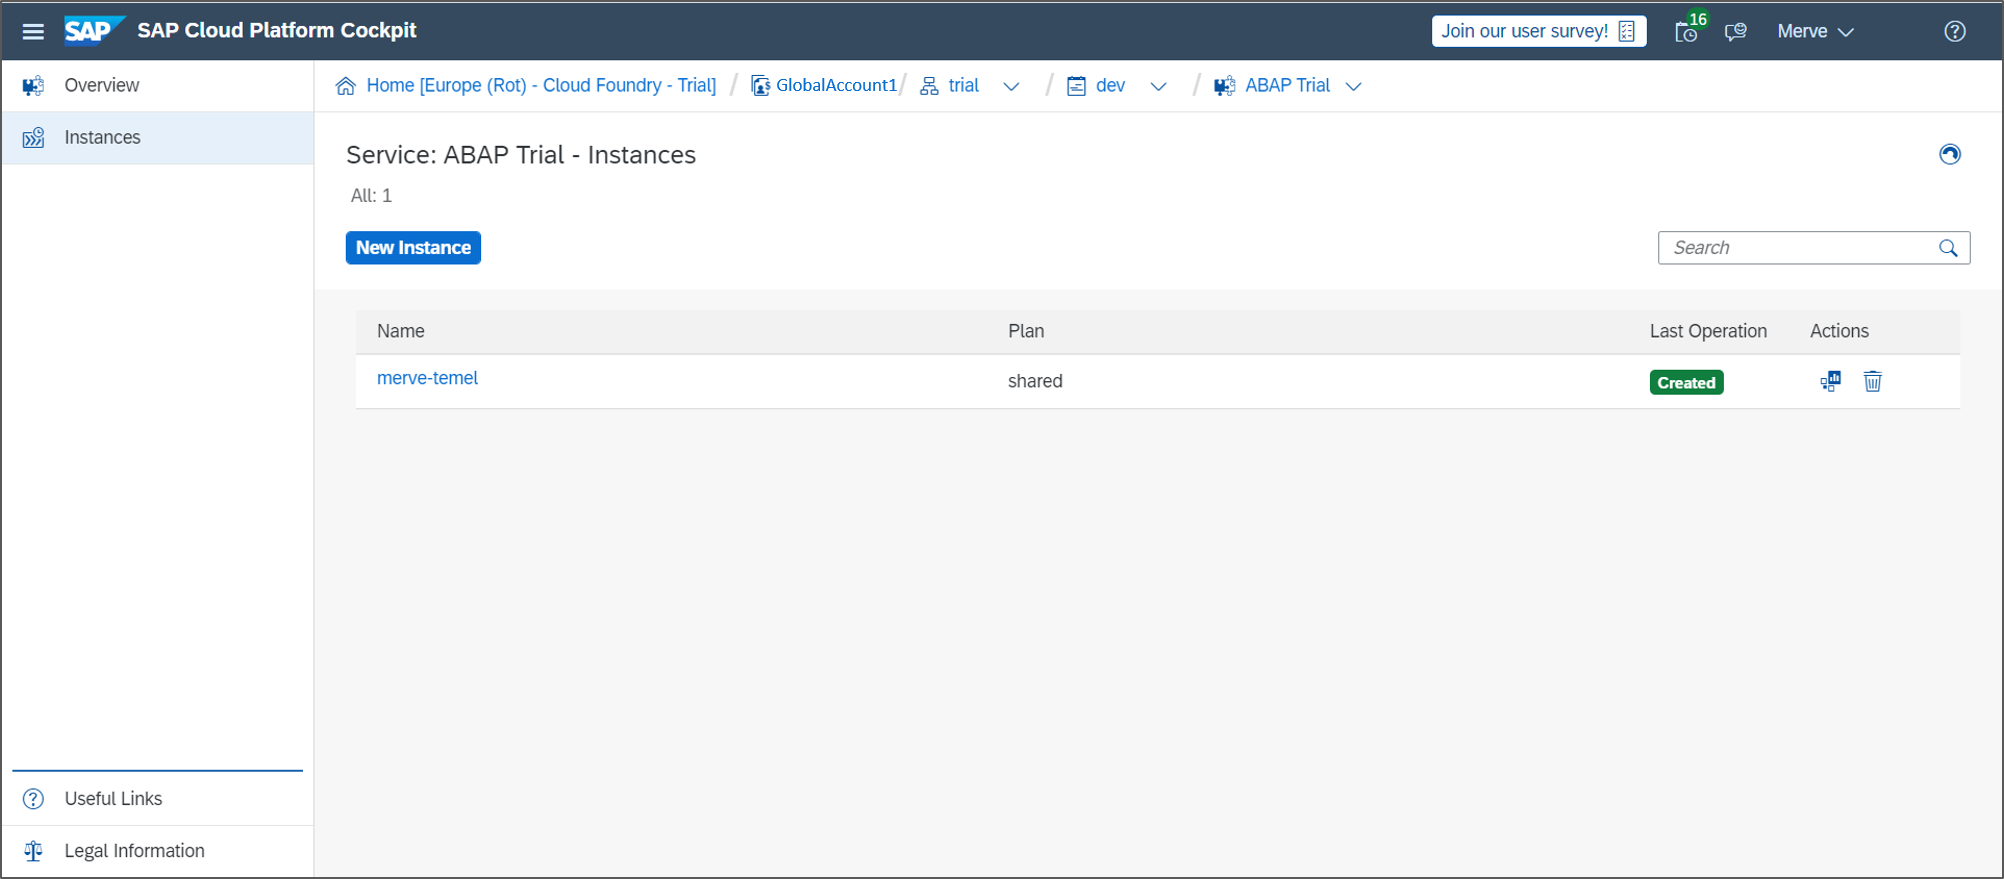 SAP SAP Cloud Platform Cockpit Join our user survey! 16 Merve
Overview
Home [Europe (Rot) - Cloud Foundry - Trial] / GlobalAccount1 / trial / dev / ABAP Trial
Instances
Service: ABAP Trial - Instances
All: 1
New Instance
Search
Name Plan Last Operation Actions
merve-temel shared Created
Useful Links
Legal Information